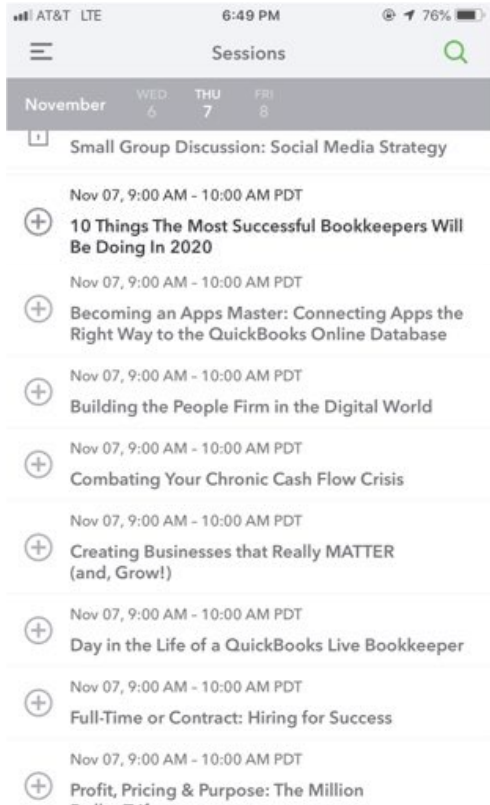 AT&T LTE 6:49 PM 76%
Sessions
November WED 6 THU 7 FRI 8
Small Group Discussion: Social Media Strategy
Nov 07, 9:00 AM - 10:00 AM PDT
10 Things The Most Successful Bookkeepers Will
Be Doing In 2020
Nov 07, 9:00 AM - 10:00 AM PDT
Becoming an Apps Master: Connecting Apps the
Right Way to the QuickBooks Online Database
Nov 07, 9:00 AM - 10:00 AM PDT
Building the People Firm in the Digital World
Nov 07, 9:00 AM - 10:00 AM PDT
Combating Your Chronic Cash Flow Crisis
Nov 07, 9:00 AM - 10:00 AM PDT
Creating Businesses that Really MATTER
(and, Grow!)
Nov 07, 9:00 AM - 10:00 AM PDT
Day in the Life of a QuickBooks Live Bookkeeper
Nov 07, 9:00 AM - 10:00 AM PDT
Full-Time or Contract: Hiring for Success
Nov 07, 9:00 AM - 10:00 AM PDT
Profit, Pricing & Purpose: The Million